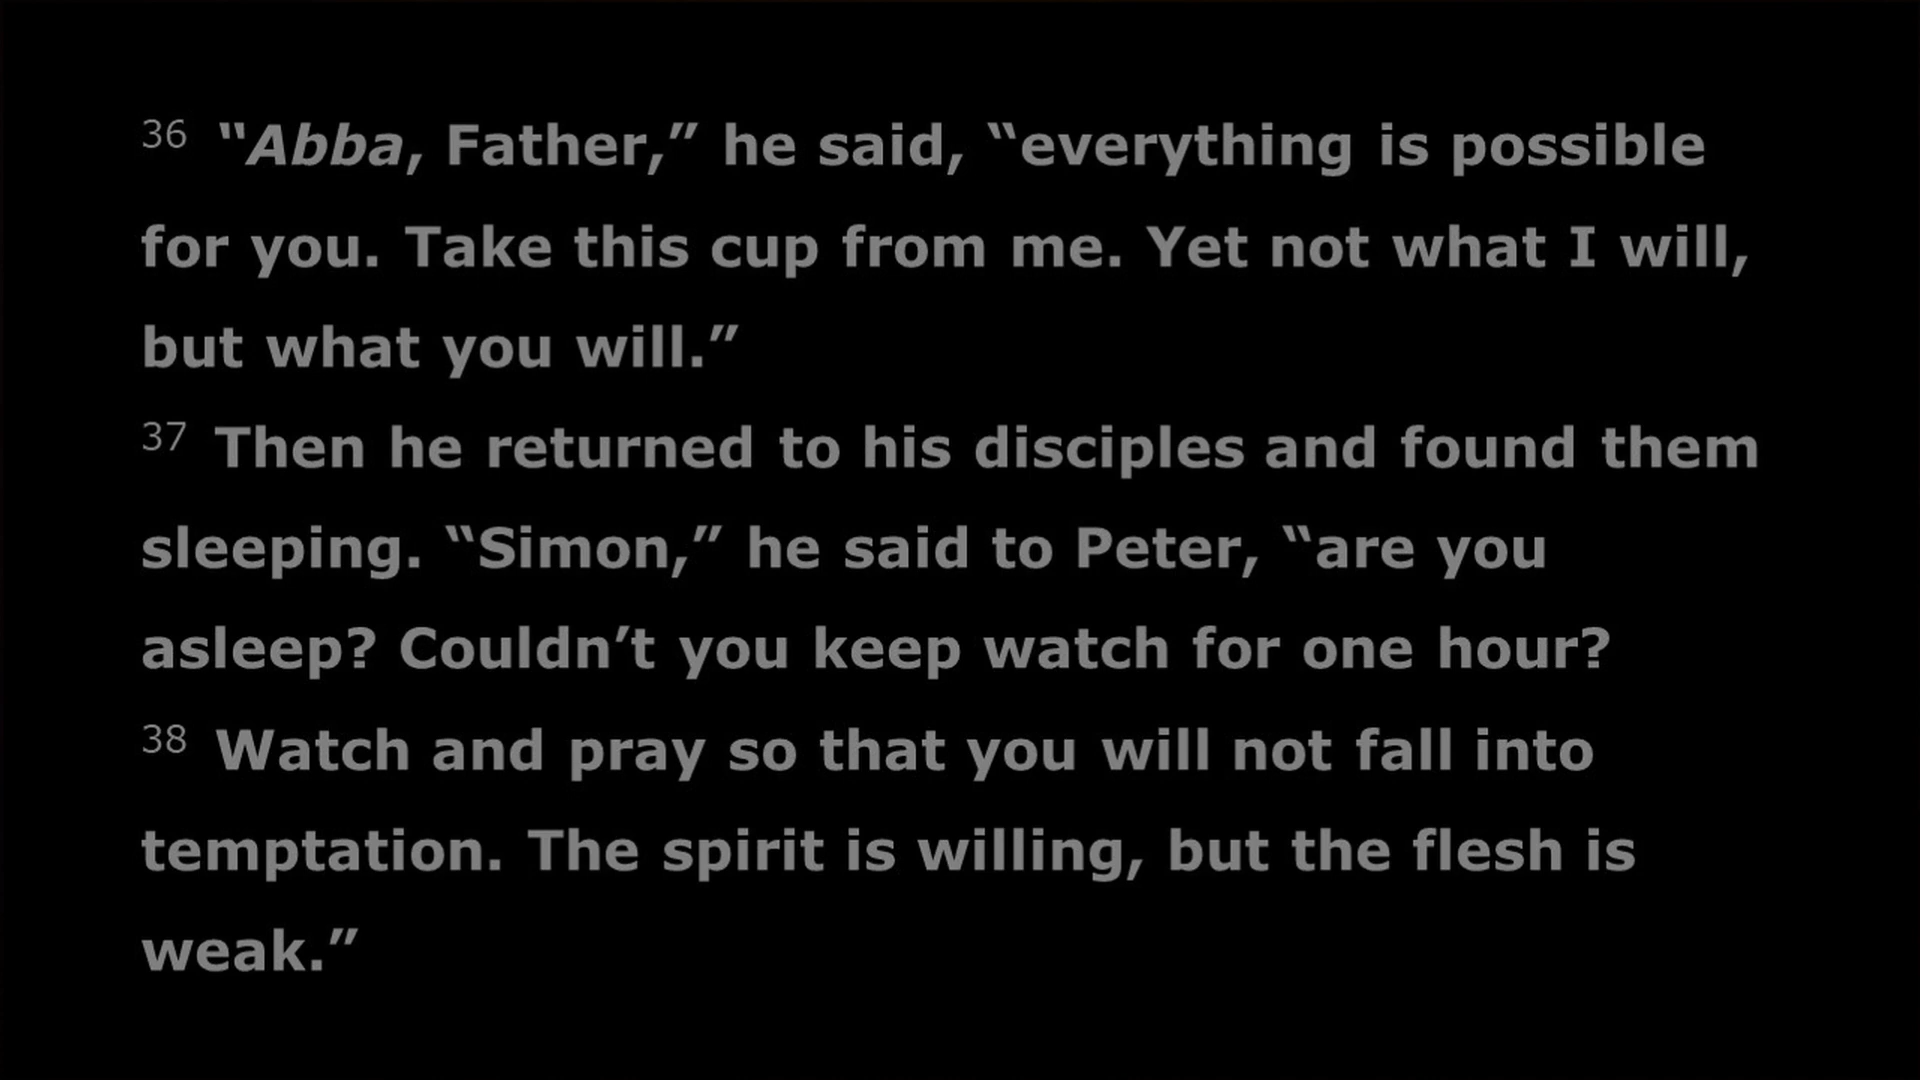 36 “Abba, Father,” he said, “everything is possible
for you. Take this cup from me. Yet not what I will,
but what you will.”
37 Then he returned to his disciples and found them
sleeping. “Simon,” he said to Peter, “are you
asleep? Couldn’t you keep watch for one hour?
38 Watch and pray so that you will not fall into
temptation. The spirit is willing, but the flesh is
weak.”